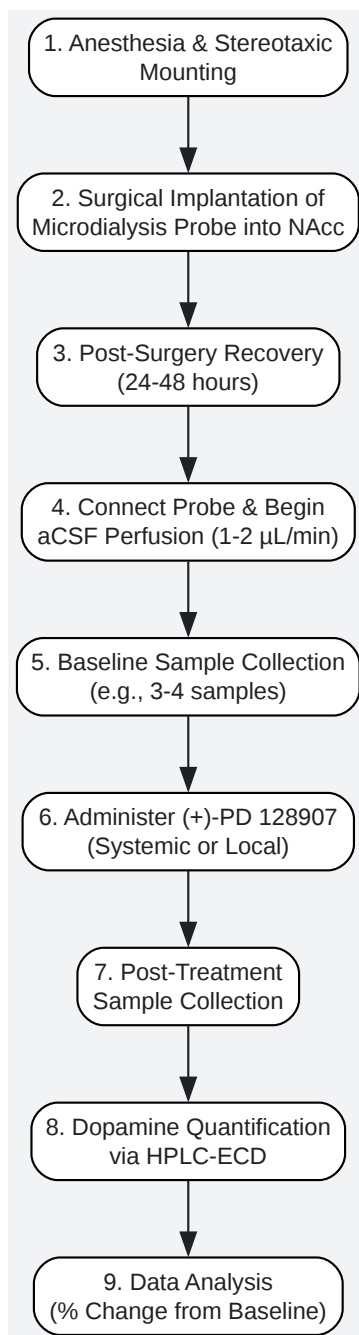 1. Anesthesia & Stereotaxic
Mounting
2. Surgical Implantation of
Microdialysis Probe into NAcc
3. Post-Surgery Recovery
(24-48 hours)
4. Connect Probe & Begin
aCSF Perfusion (1-2 µL/min)
5. Baseline Sample Collection
(e.g., 3-4 samples)
6. Administer (+)-PD 128907
(Systemic or Local)
7. Post-Treatment
Sample Collection
8. Dopamine Quantification
via HPLC-ECD
9. Data Analysis
(% Change from Baseline)